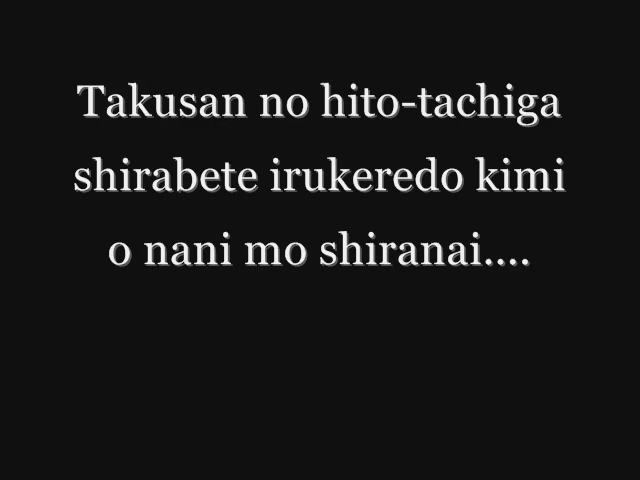 Takusan no hito-tachiga
shirabete irukeredo kimi
o nani mo shiranai....